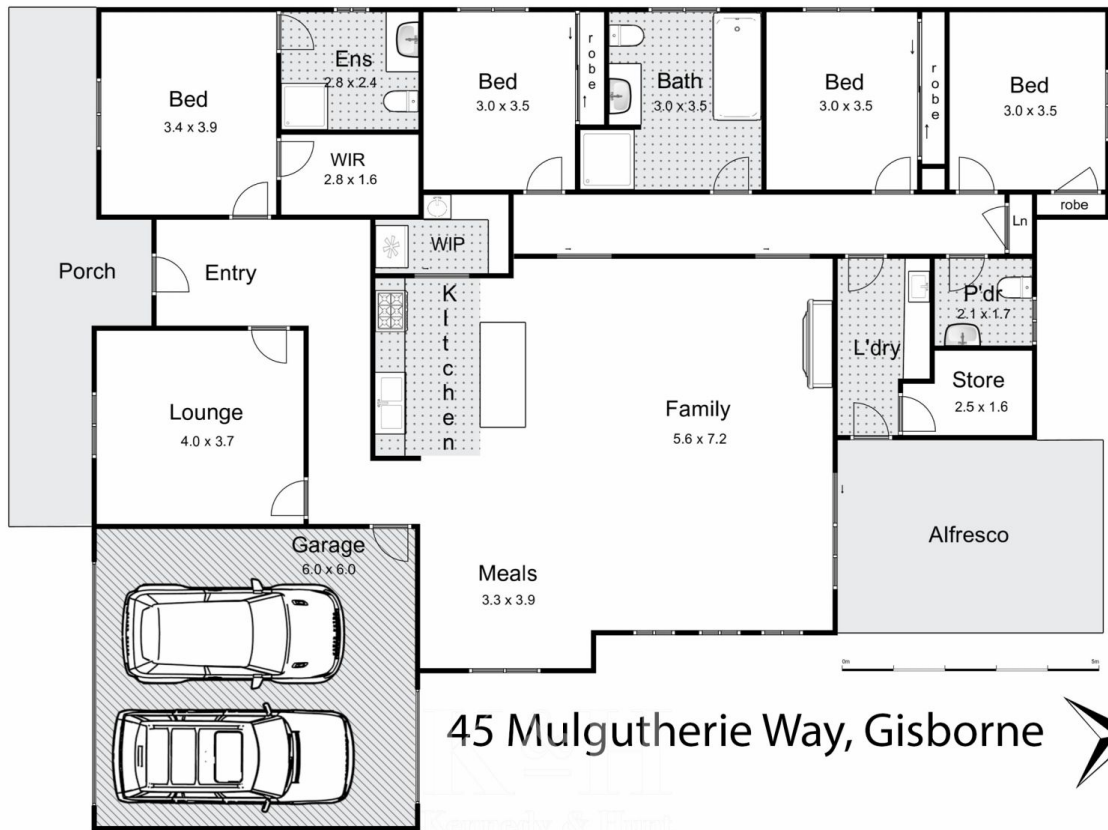 Bed
3.4 x 3.9
Ens
2.8 x 2.4
WIR
2.8 x 1.6
Bed
3.0 x 3.5
robe
Bath
3.0 x 3.5
Bed
3.0 x 3.5
robe
Bed
3.0 x 3.5
robe
Ln
Porch
Entry
WIP
Kitchen
Lounge
4.0 x 3.7
Family
5.6 x 7.2
L'dry
P'dr
2.1 x 1.7
Store
2.5 x 1.6
Alfresco
Garage
6.0 x 6.0
Meals
3.3 x 3.9
0m
5m
45 Mulgutherie Way, Gisborne
K H
Kennedy & Hunt